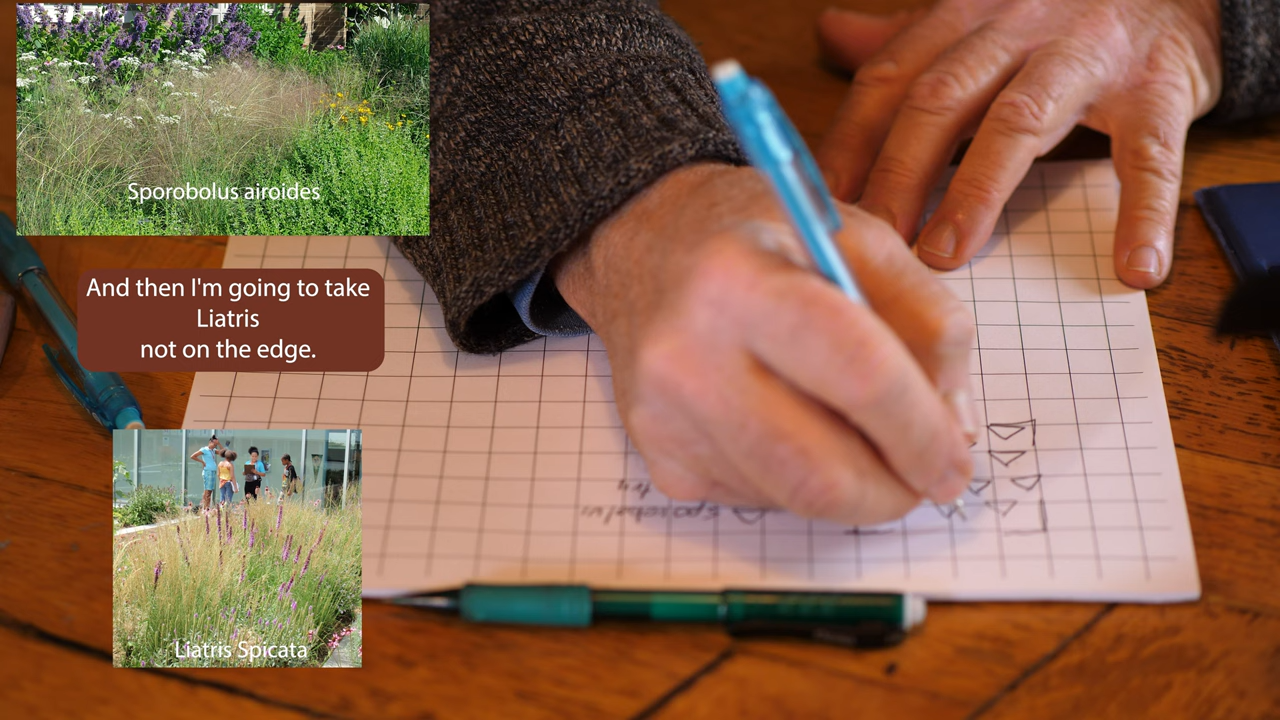 Sporobolus airoides
And then I'm going to take
Liatris
not on the edge.
Liatris Spicata